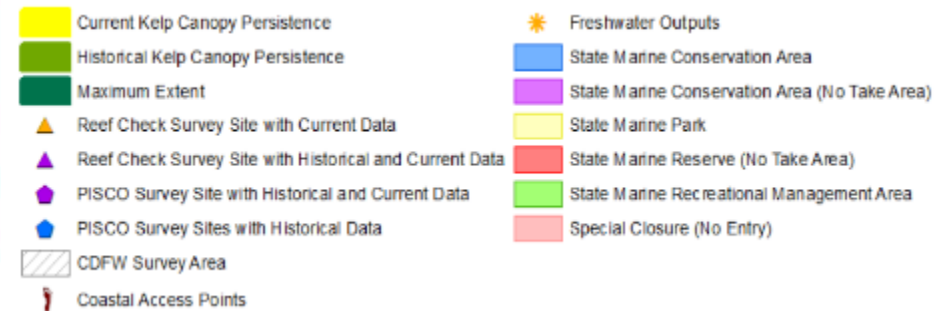 Current Kelp Canopy Persistence
Historical Kelp Canopy Persistence
Maximum Extent
Reef Check Survey Site with Current Data
Reef Check Survey Site with Historical and Current Data
PISCO Survey Site with Historical and Current Data
PISCO Survey Sites with Historical Data
CDFW Survey Area
Coastal Access Points
Freshwater Outputs
State Marine Conservation Area
State Marine Conservation Area (No Take Area)
State Marine Park
State Marine Reserve (No Take Area)
State Marine Recreational Management Area
Special Closure (No Entry)